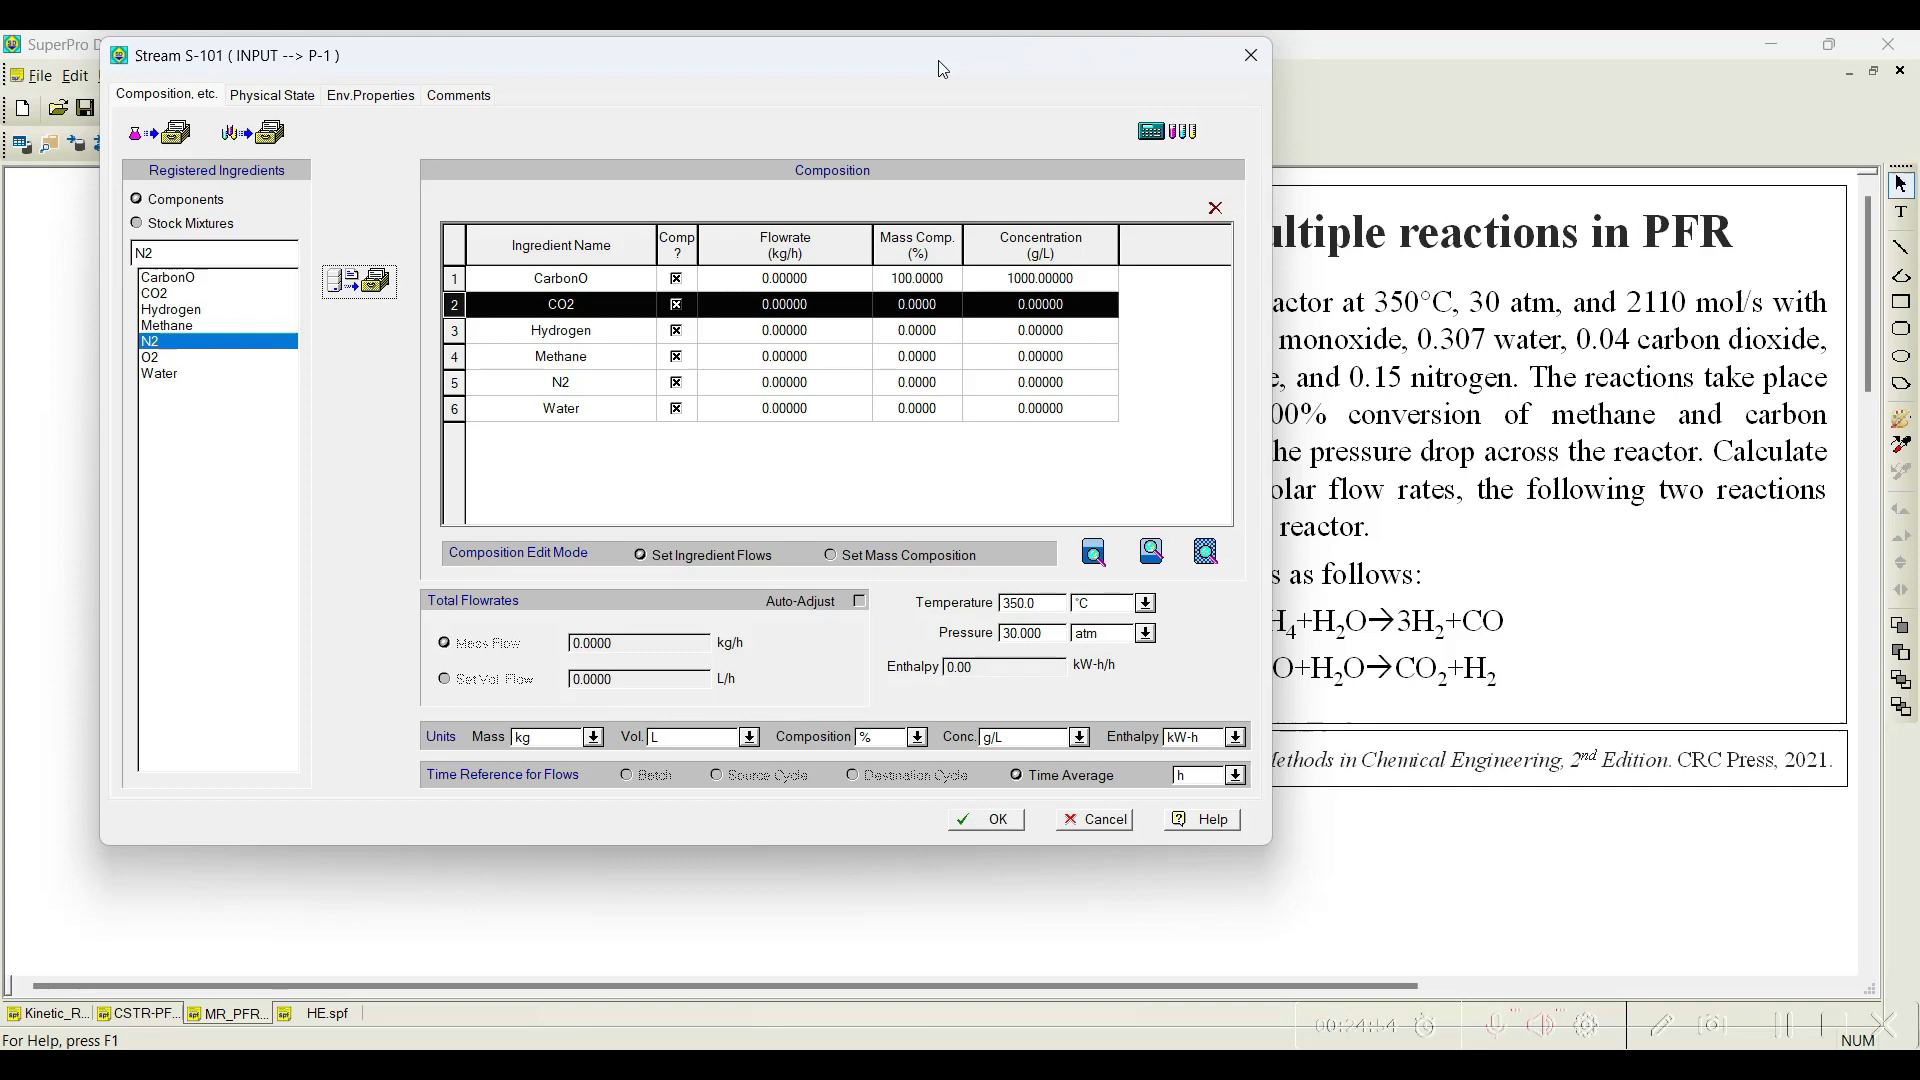 SuperPro D
Stream S-101 ( INPUT --> P-1 )
File Edit
Composition, etc. Physical State Env.Properties Comments
Registered Ingredients
Components
Stock Mixtures
N2
CarbonO
CO2
Hydrogen
Methane
N2
O2
Water
Composition
Ingredient Name Comp ? Flowrate (kg/h) Mass Comp. (%) Concentration (g/L)
1 CarbonO 0.00000 100.0000 1000.00000
2 CO2 0.00000 0.0000 0.00000
3 Hydrogen 0.00000 0.0000 0.00000
4 Methane 0.00000 0.0000 0.00000
5 N2 0.00000 0.0000 0.00000
6 Water 0.00000 0.0000 0.00000
Composition Edit Mode Set Ingredient Flows Set Mass Composition
Total Flowrates Auto-Adjust
Mass Flow 0.0000 kg/h
Set Vol. Flow 0.0000 L/h
Temperature 350.0 °C
Pressure 30.000 atm
Enthalpy 0.00 kW-h/h
Units Mass kg Vol. L Composition % Conc. g/L Enthalpy kW-h
Time Reference for Flows Batch Source Cycle Destination Cycle Time Average h
OK Cancel Help
ultiple reactions in PFR
actor at 350°C, 30 atm, and 2110 mol/s with
monoxide, 0.307 water, 0.04 carbon dioxide,
e, and 0.15 nitrogen. The reactions take place
00% conversion of methane and carbon
he pressure drop across the reactor. Calculate
olar flow rates, the following two reactions
reactor.
s as follows:
H₄+H₂O→3H₂+CO
O+H₂O→CO₂+H₂
Methods in Chemical Engineering, 2nd Edition. CRC Press, 2021.
Kinetic_R... CSTR-PF... MR_PFR... HE.spf
00:24:54
For Help, press F1
NUM